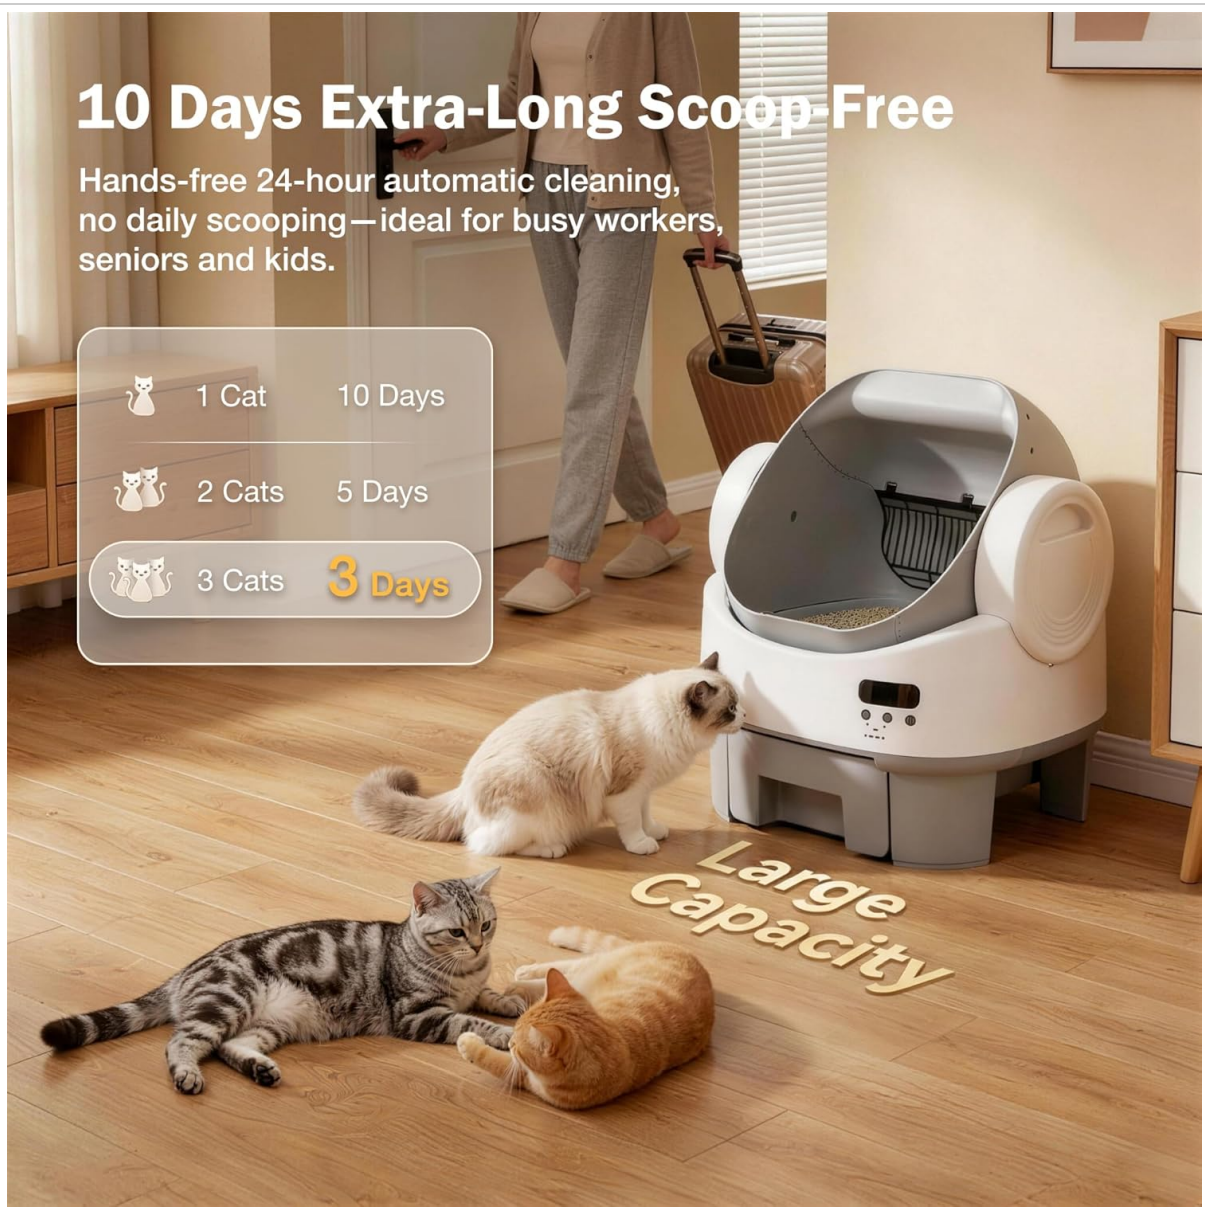 10 Days Extra-Long Scoop-Free
Hands-free 24-hour automatic cleaning,
no daily scooping—ideal for busy workers,
seniors and kids.
1 Cat 10 Days
2 Cats 5 Days
3 Cats 3 Days
Large
Capacity